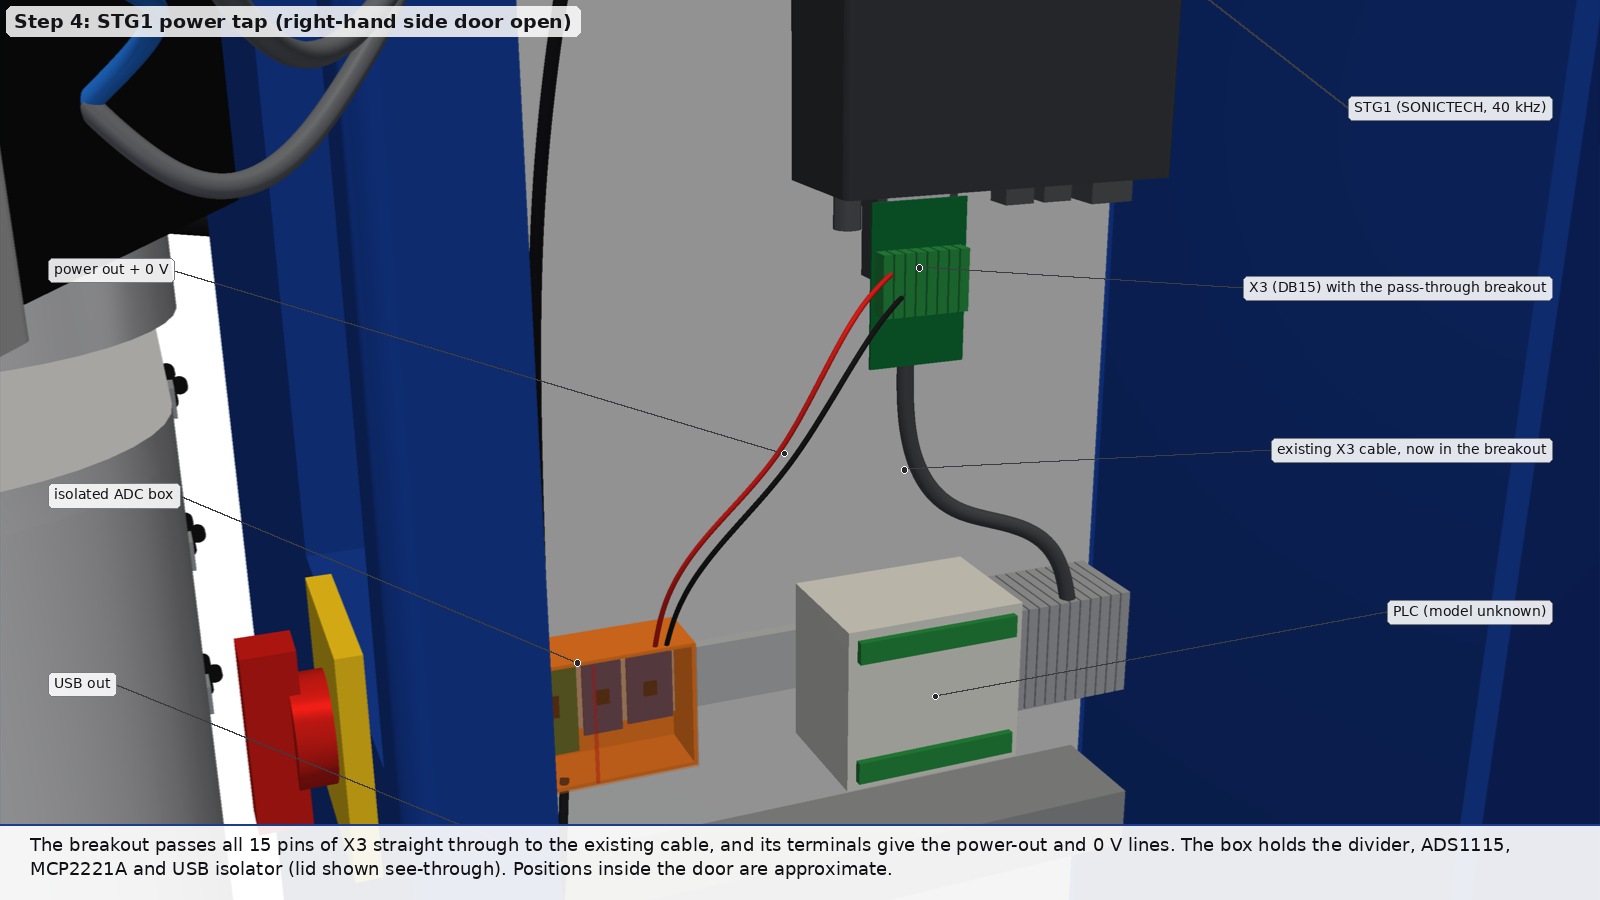 Step 4: STG1 power tap (right-hand side door open)
STG1 (SONICTECH, 40 kHz)
power out + 0 V
X3 (DB15) with the pass-through breakout
existing X3 cable, now in the breakout
isolated ADC box
PLC (model unknown)
USB out
The breakout passes all 15 pins of X3 straight through to the existing cable, and its terminals give the power-out and 0 V lines. The box holds the divider, ADS1115,
MCP2221A and USB isolator (lid shown see-through). Positions inside the door are approximate.